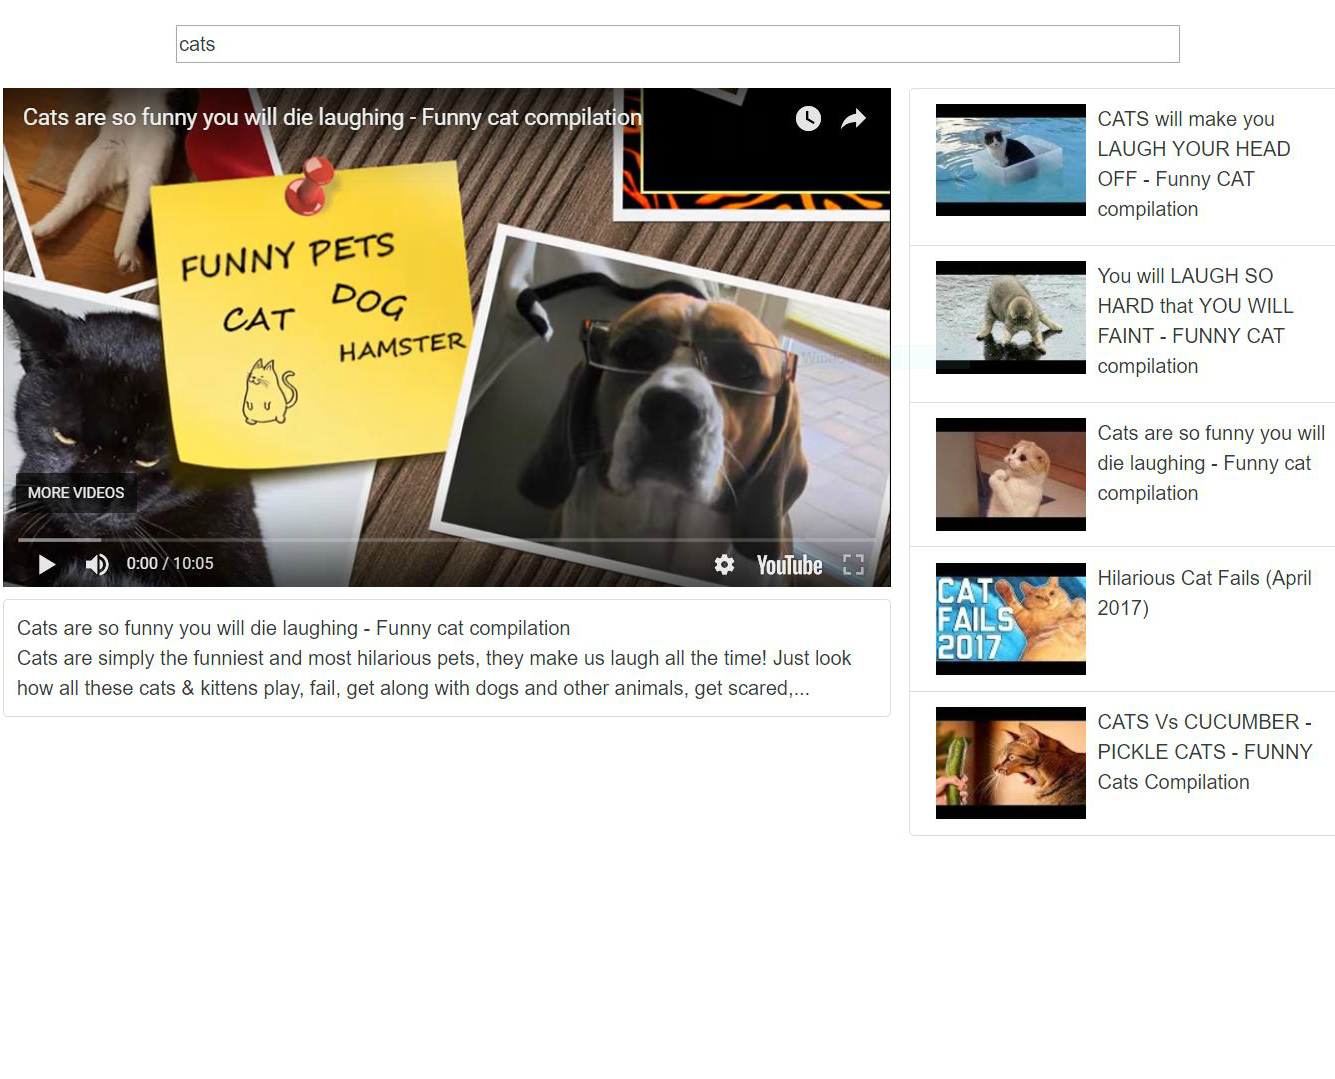 cats
Cats are so funny you will die laughing - Funny cat compilation
FUNNY PETS
CAT DOG
HAMSTER
MORE VIDEOS
0:00 / 10:05
YouTube
Cats are so funny you will die laughing - Funny cat compilation
Cats are simply the funniest and most hilarious pets, they make us laugh all the time! Just look
how all these cats & kittens play, fail, get along with dogs and other animals, get scared,...
CATS will make you
LAUGH YOUR HEAD
OFF - Funny CAT
compilation
You will LAUGH SO
HARD that YOU WILL
FAINT - FUNNY CAT
compilation
Cats are so funny you will
die laughing - Funny cat
compilation
CAT
FAILS
2017
Hilarious Cat Fails (April
2017)
CATS Vs CUCUMBER -
PICKLE CATS - FUNNY
Cats Compilation